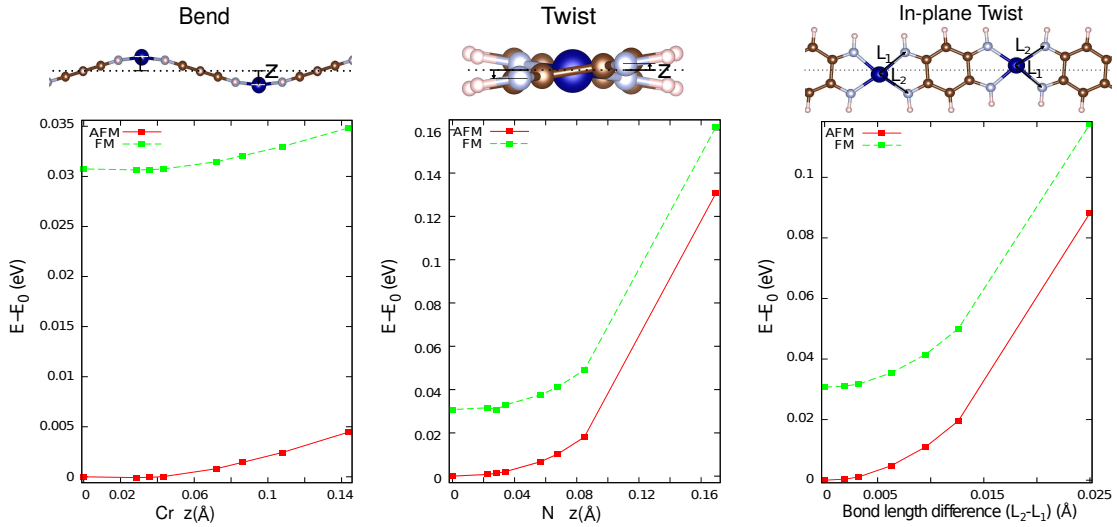 Bend
Z
AFM
FM
0.035
0.03
0.025
0.02
0.015
0.01
0.005
0
E−E0 (eV)
0 0.02 0.06 0.1 0.14
Cr z(Å)
Twist
Z
AFM
FM
0.16
0.14
0.12
0.1
0.08
0.06
0.04
0.02
0
E−E0 (eV)
0 0.04 0.08 0.12 0.16
N z(Å)
In-plane Twist
L1
L2
L2
L1
AFM
FM
0.1
0.08
0.06
0.04
0.02
0
E−E0 (eV)
0 0.005 0.015 0.025
Bond length difference (L2-L1) (Å)